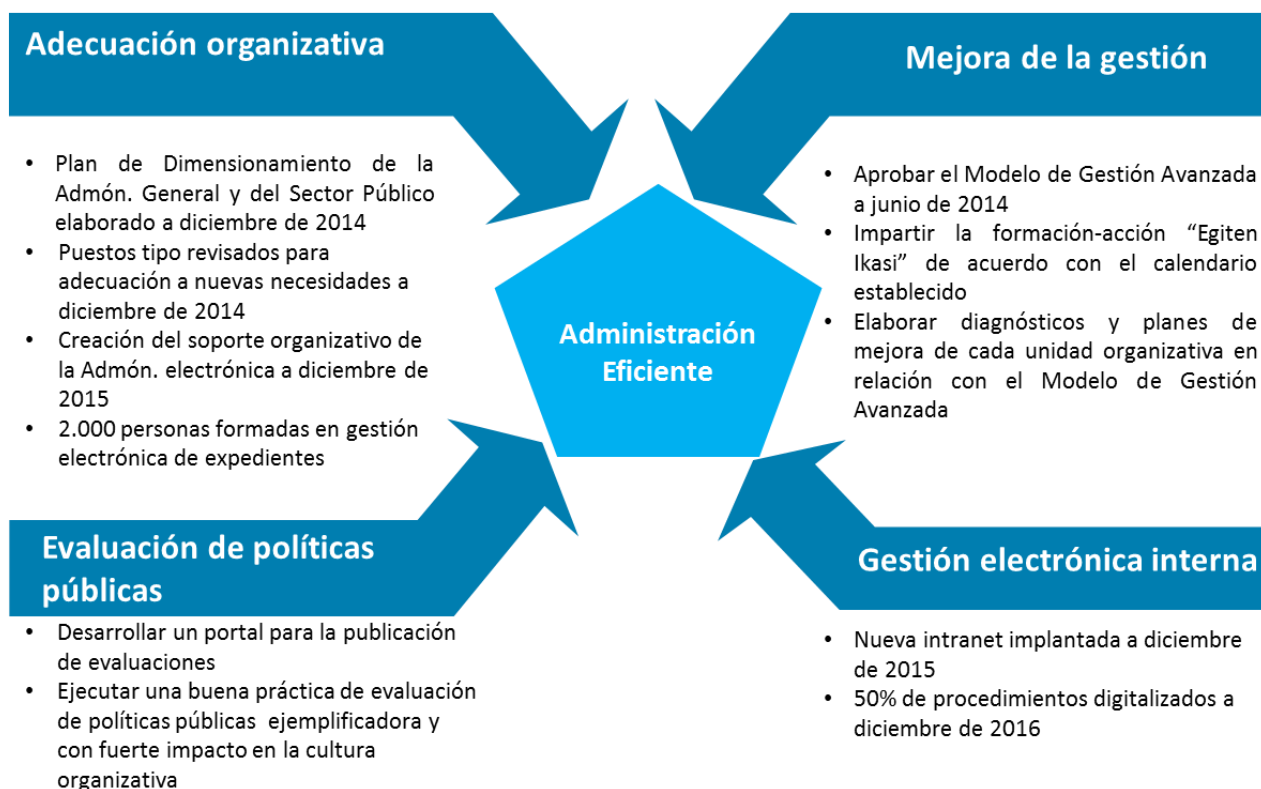 Adecuación organizativa
• Plan de Dimensionamiento de la
Admón. General y del Sector Público
elaborado a diciembre de 2014
• Puestos tipo revisados para
adecuación a nuevas necesidades a
diciembre de 2014
• Creación del soporte organizativo de
la Admón. electrónica a diciembre de
2015
• 2.000 personas formadas en gestión
electrónica de expedientes
Mejora de la gestión
• Aprobar el Modelo de Gestión Avanzada
a junio de 2014
• Impartir la formación-acción “Egiten
Ikasi” de acuerdo con el calendario
establecido
• Elaborar diagnósticos y planes de
mejora de cada unidad organizativa en
relación con el Modelo de Gestión
Avanzada
Administración
Eficiente
Evaluación de políticas
públicas
• Desarrollar un portal para la publicación
de evaluaciones
• Ejecutar una buena práctica de evaluación
de políticas públicas ejemplificadora y
con fuerte impacto en la cultura
organizativa
Gestión electrónica interna
• Nueva intranet implantada a diciembre
de 2015
• 50% de procedimientos digitalizados a
diciembre de 2016